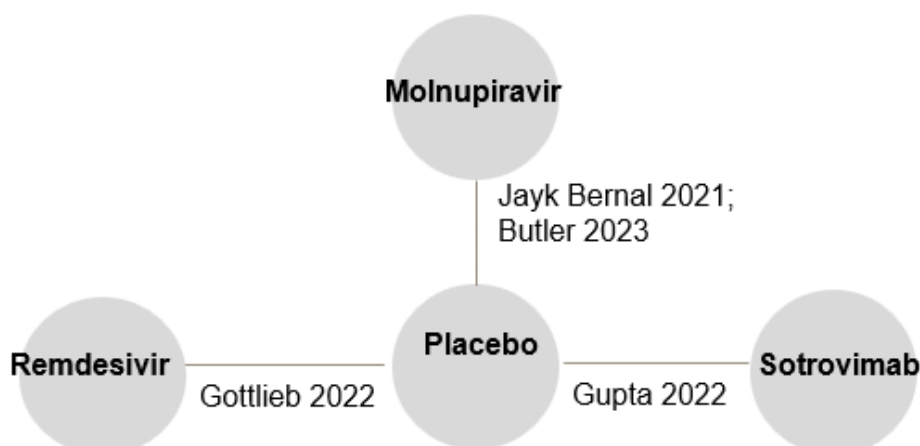 Molnupiravir
Jayk Bernal 2021;
Butler 2023
Placebo
Remdesivir
Sotrovimab
Gottlieb 2022
Gupta 2022